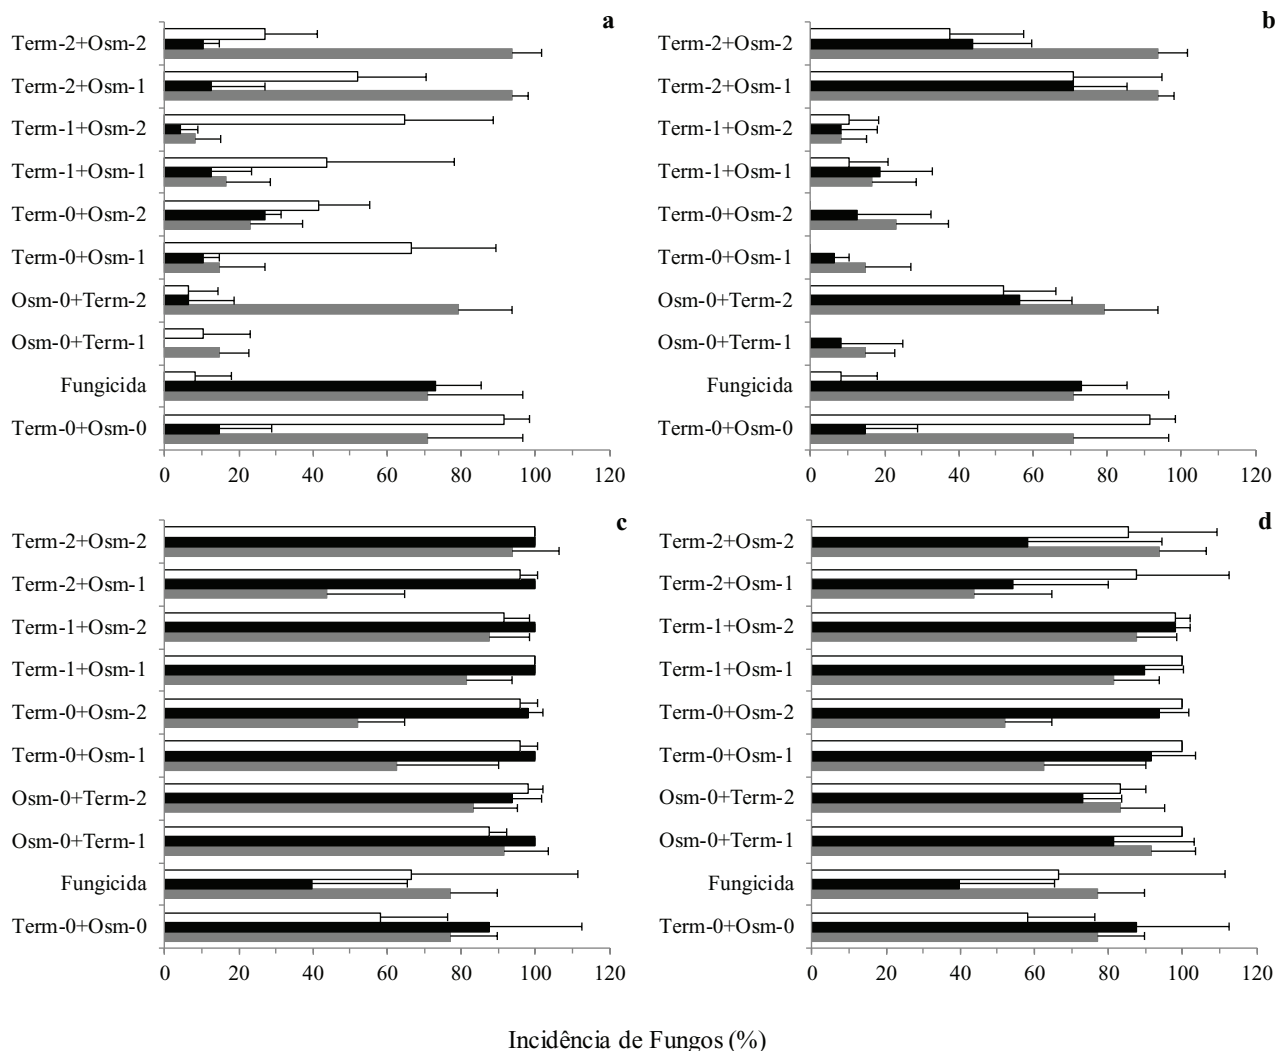 a
Term-2+Osm-2
Term-2+Osm-1
Term-1+Osm-2
Term-1+Osm-1
Term-0+Osm-2
Term-0+Osm-1
Osm-0+Term-2
Osm-0+Term-1
Fungicida
Term-0+Osm-0
0 20 40 60 80 100 120
b
Term-2+Osm-2
Term-2+Osm-1
Term-1+Osm-2
Term-1+Osm-1
Term-0+Osm-2
Term-0+Osm-1
Osm-0+Term-2
Osm-0+Term-1
Fungicida
Term-0+Osm-0
0 20 40 60 80 100 120
c
Term-2+Osm-2
Term-2+Osm-1
Term-1+Osm-2
Term-1+Osm-1
Term-0+Osm-2
Term-0+Osm-1
Osm-0+Term-2
Osm-0+Term-1
Fungicida
Term-0+Osm-0
0 20 40 60 80 100 120
d
Term-2+Osm-2
Term-2+Osm-1
Term-1+Osm-2
Term-1+Osm-1
Term-0+Osm-2
Term-0+Osm-1
Osm-0+Term-2
Osm-0+Term-1
Fungicida
Term-0+Osm-0
0 20 40 60 80 100 120
Incidência de Fungos (%)